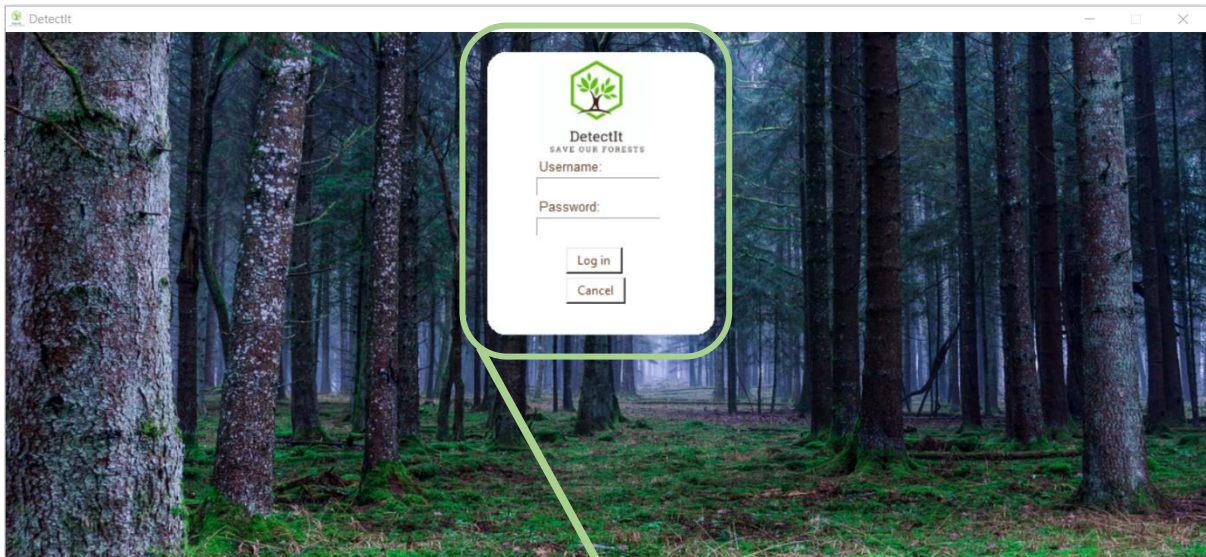 DetectIt
DetectIt
SAVE OUR FORESTS
Username:
Password:
Log in
Cancel